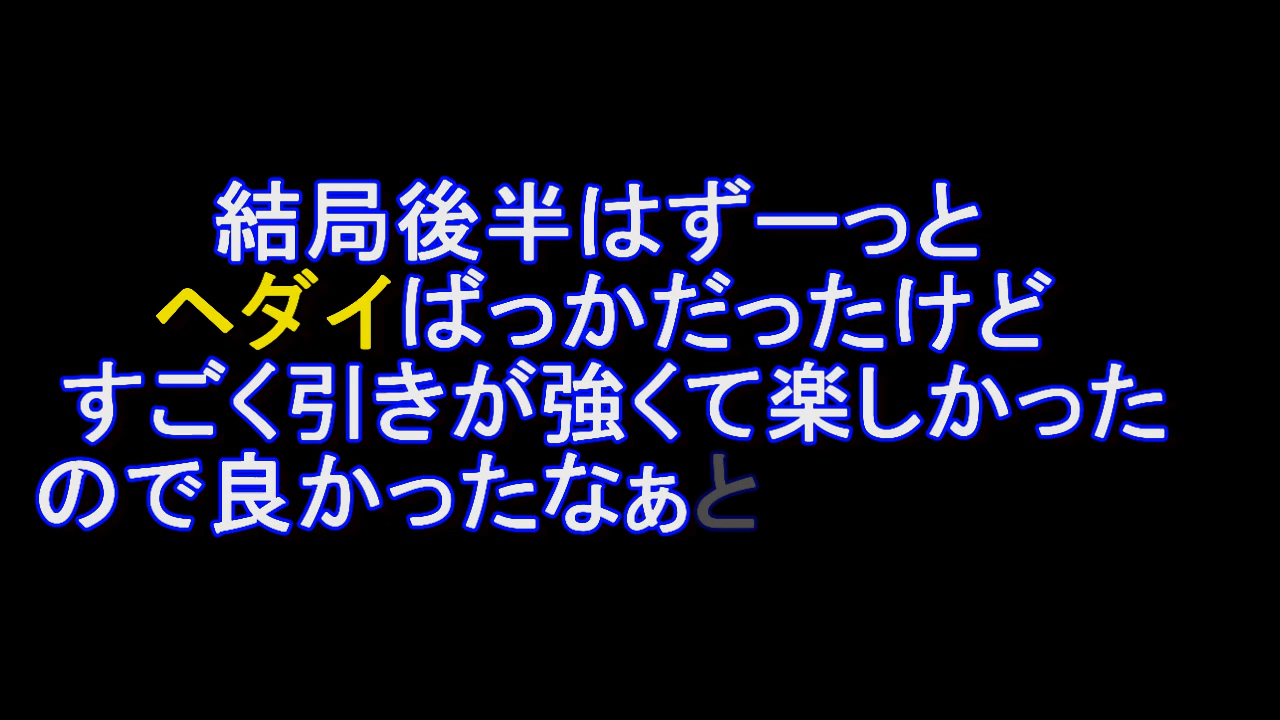 結局後半はずーっと
ヘダイばっかだったけど
すごく引きが強くて楽しかった
ので良かったなぁと